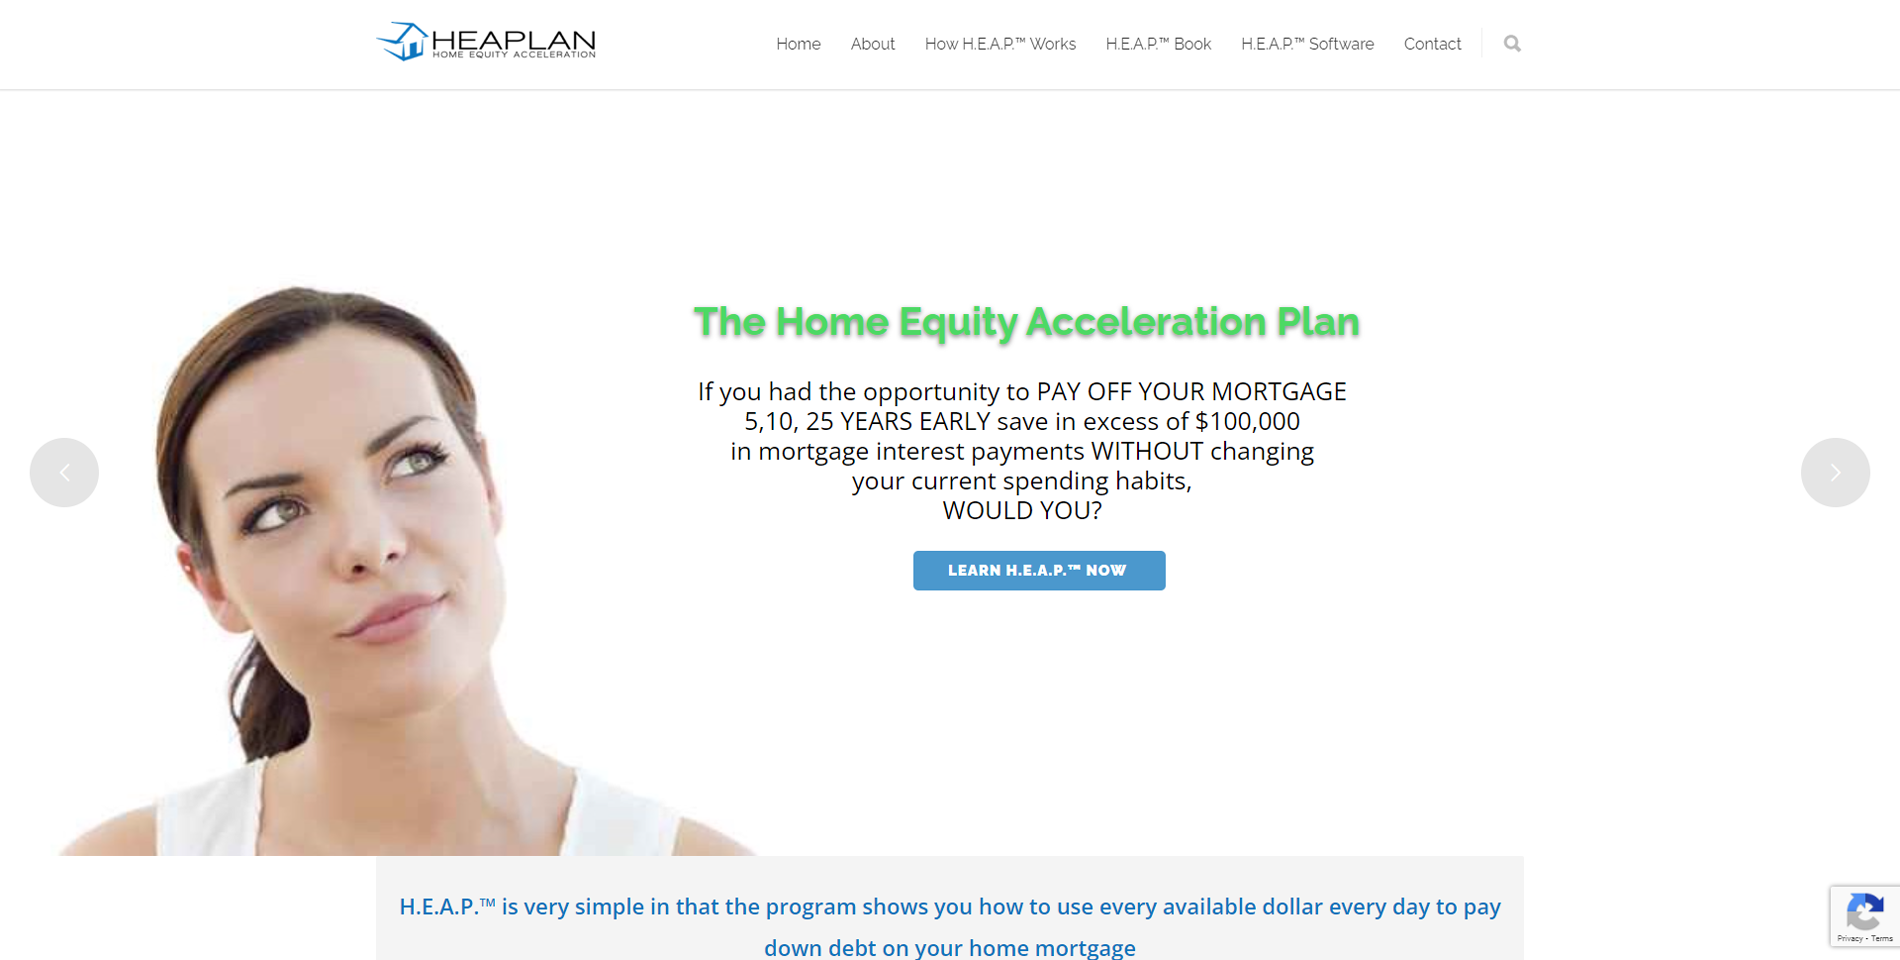 HEAPLAN
HOME EQUITY ACCELERATION
Home About How H.E.A.P.™ Works H.E.A.P.™ Book H.E.A.P.™ Software Contact
The Home Equity Acceleration Plan
If you had the opportunity to PAY OFF YOUR MORTGAGE
5,10, 25 YEARS EARLY save in excess of $100,000
in mortgage interest payments WITHOUT changing
your current spending habits,
WOULD YOU?
LEARN H.E.A.P.™ NOW
H.E.A.P.™ is very simple in that the program shows you how to use every available dollar every day to pay
down debt on your home mortgage
Privacy - Terms